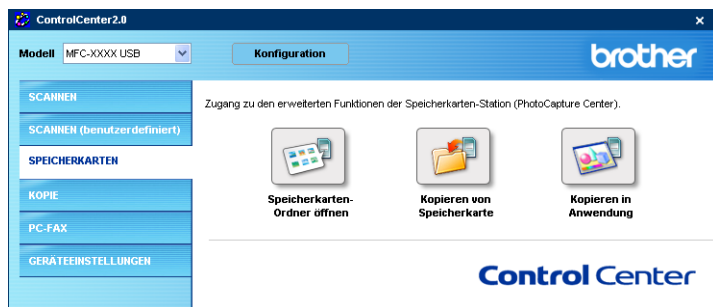 ControlCenter2.0
Modell MFC-XXXX USB Konfiguration brother
SCANNEN
SCANNEN (benutzerdefiniert)
SPEICHERKARTEN
KOPIE
PC-FAX
GERÄTEEINSTELLUNGEN
Zugang zu den erweiterten Funktionen der Speicherkarten-Station (PhotoCapture Center).
Speicherkarten-
Ordner öffnen
Kopieren von
Speicherkarte
Kopieren in
Anwendung
Control Center